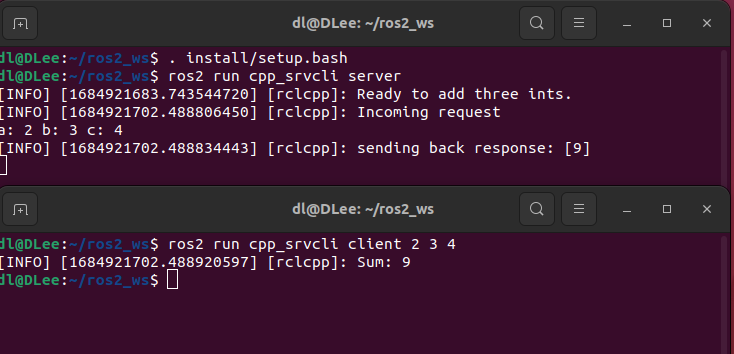 dl@DLee: ~/ros2_ws
dl@DLee:~/ros2_ws$ . install/setup.bash
dl@DLee:~/ros2_ws$ ros2 run cpp_srvcli server
[INFO] [1684921683.743544720] [rclcpp]: Ready to add three ints.
[INFO] [1684921702.488806450] [rclcpp]: Incoming request
a: 2 b: 3 c: 4
[INFO] [1684921702.488834443] [rclcpp]: sending back response: [9]
dl@DLee: ~/ros2_ws
dl@DLee:~/ros2_ws$ ros2 run cpp_srvcli client 2 3 4
[INFO] [1684921702.488920597] [rclcpp]: Sum: 9
dl@DLee:~/ros2_ws$